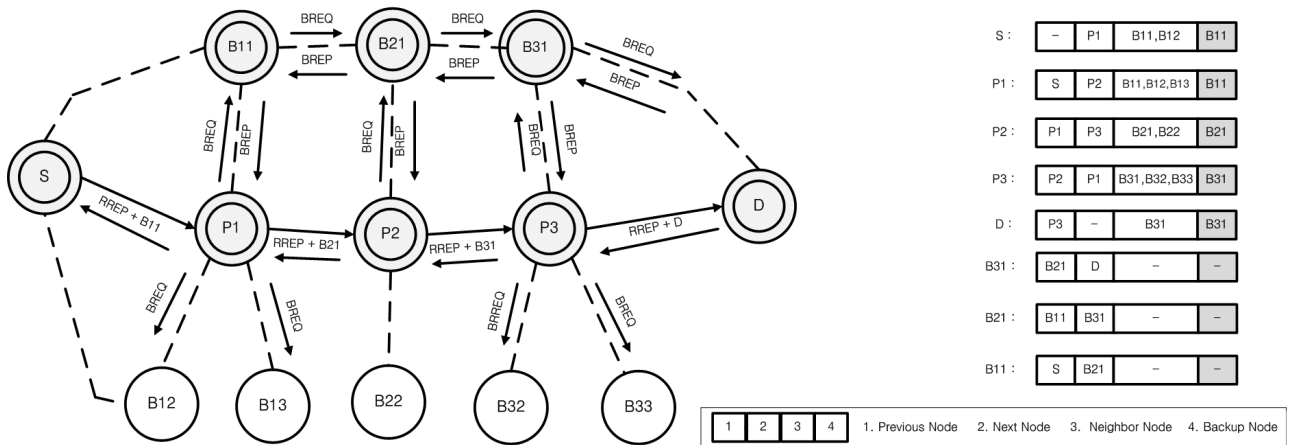 BREQ BREQ
B11 B21 B31 BREQ
BREP BREP BREP
BREQ BREP BREQ BREP BREQ BREP
S
RREP + B11
P1 P2 P3 D
RREP + B21 RREP + B31 RREP + D
BREQ BREQ BRREQ BREQ
B12 B13 B22 B32 B33
S : – P1 B11,B12 B11
P1 : S P2 B11,B12,B13 B11
P2 : P1 P3 B21,B22 B21
P3 : P2 P1 B31,B32,B33 B31
D : P3 – B31 B31
B31 : B21 D – –
B21 : B11 B31 – –
B11 : S B21 – –
1 2 3 4 1. Previous Node 2. Next Node 3. Neighbor Node 4. Backup Node